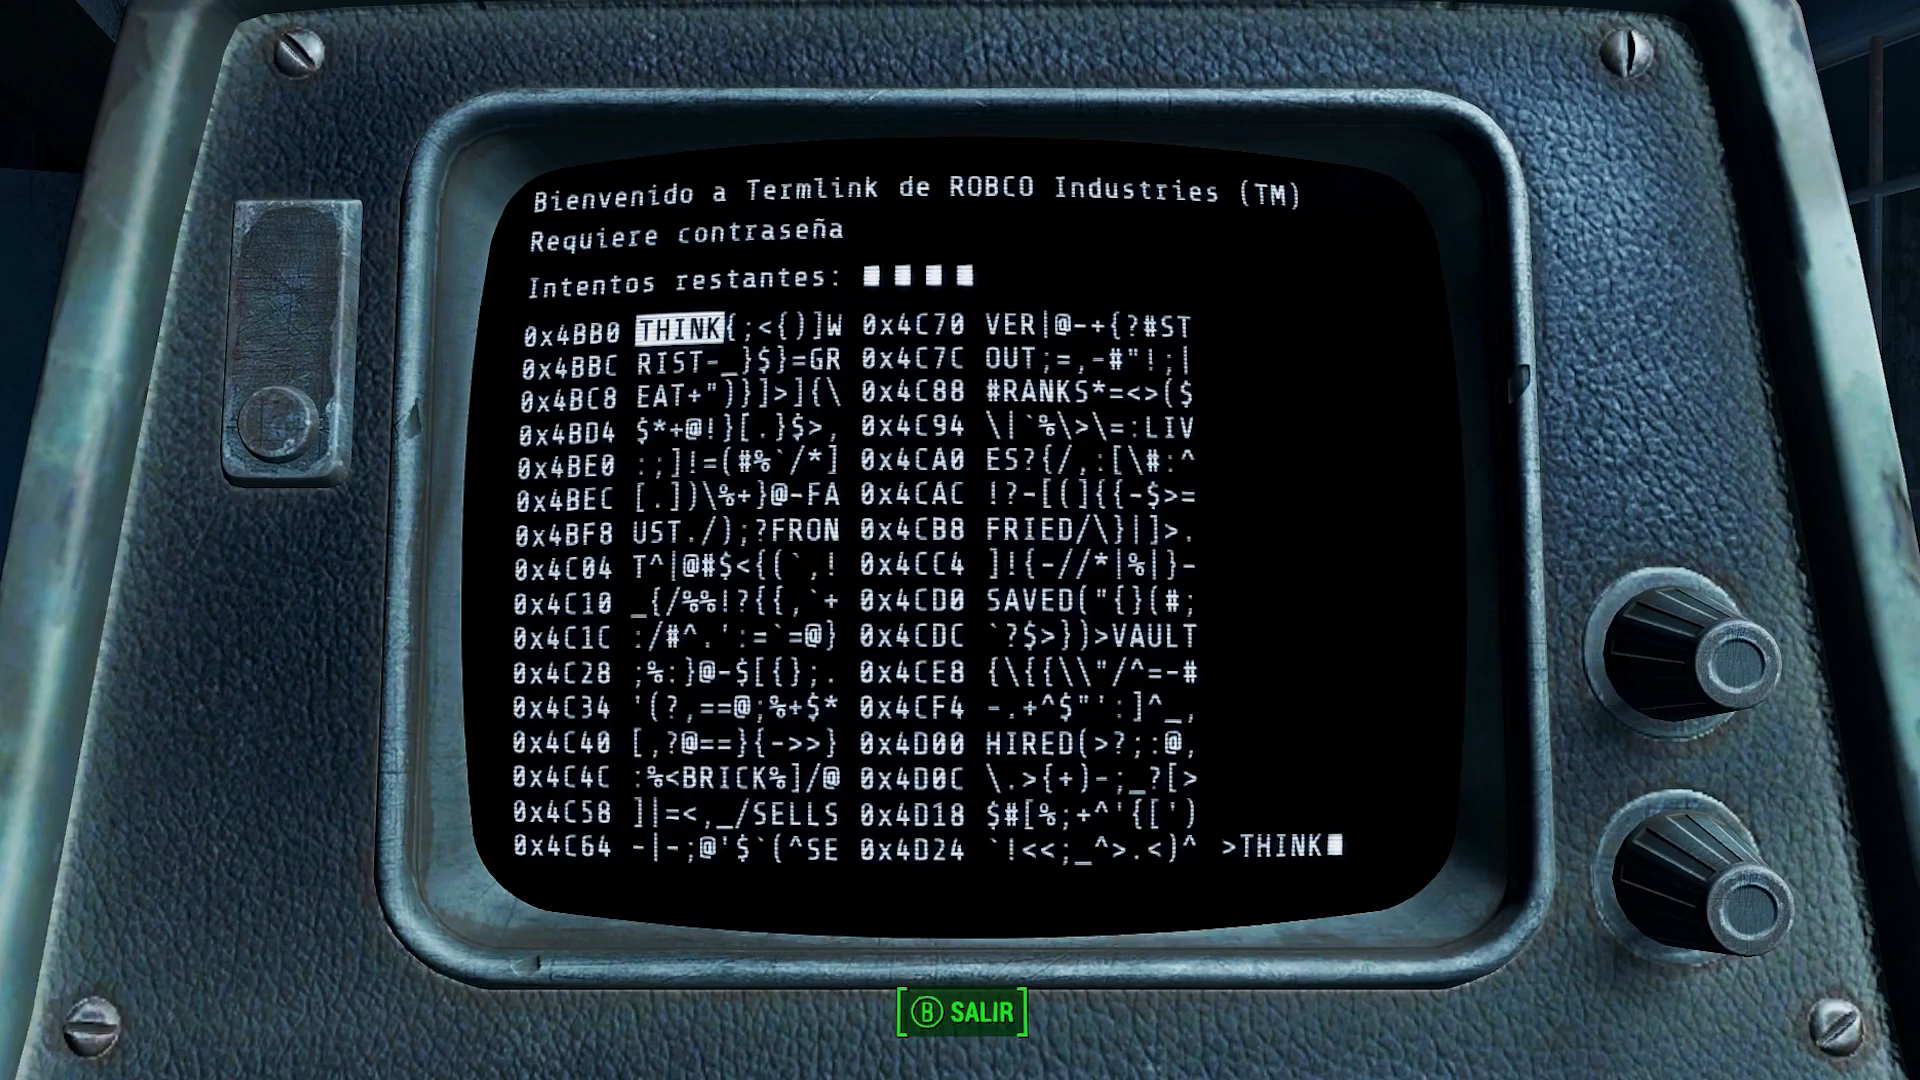 Bienvenido a Termlink de ROBCO Industries (TM)
Requiere contraseña
Intentos restantes:
0x4BB0 THINK{;<{)]W 0x4C70 VER|@-+{?#ST
0x4BBC RIST-_}$}=GR 0x4C7C OUT;=,-#"!;|
0x4BC8 EAT+")}]>]{\ 0x4C88 #RANKS*=<>($
0x4BD4 $*+@!}[.}$>, 0x4C94 \|`%\>\=:LIV
0x4BE0 :;]!=(#%`/*] 0x4CA0 ES?{/,:[\#:^
0x4BEC [.])\%+}@-FA 0x4CAC !?-[(]{{-$>=
0x4BF8 UST./);?FRON 0x4CB8 FRIED/\}|]>.
0x4C04 T^|@#$<{(`,! 0x4CC4 ]!{-//*|%|}-
0x4C10 _{/%%!?{{,`+ 0x4CD0 SAVED("{}(#;
0x4C1C :/#^.':=`=@} 0x4CDC `?$>})>VAULT
0x4C28 ;%:}@-$[{};. 0x4CE8 {\{{\\"/^=-#
0x4C34 '(?,==@;%+$* 0x4CF4 -.+^$"':]^_,
0x4C40 [,?@==}{->>} 0x4D00 HIRED(>?;:@,
0x4C4C :%<BRICK%]/@ 0x4D0C \.>{+)-;_?[>
0x4C58 ]|=<,_/SELLS 0x4D18 $#[%;+^'{[')
0x4C64 -|-;@'$`(^SE 0x4D24 `!<<;_^>.<)^ >THINK
B SALIR